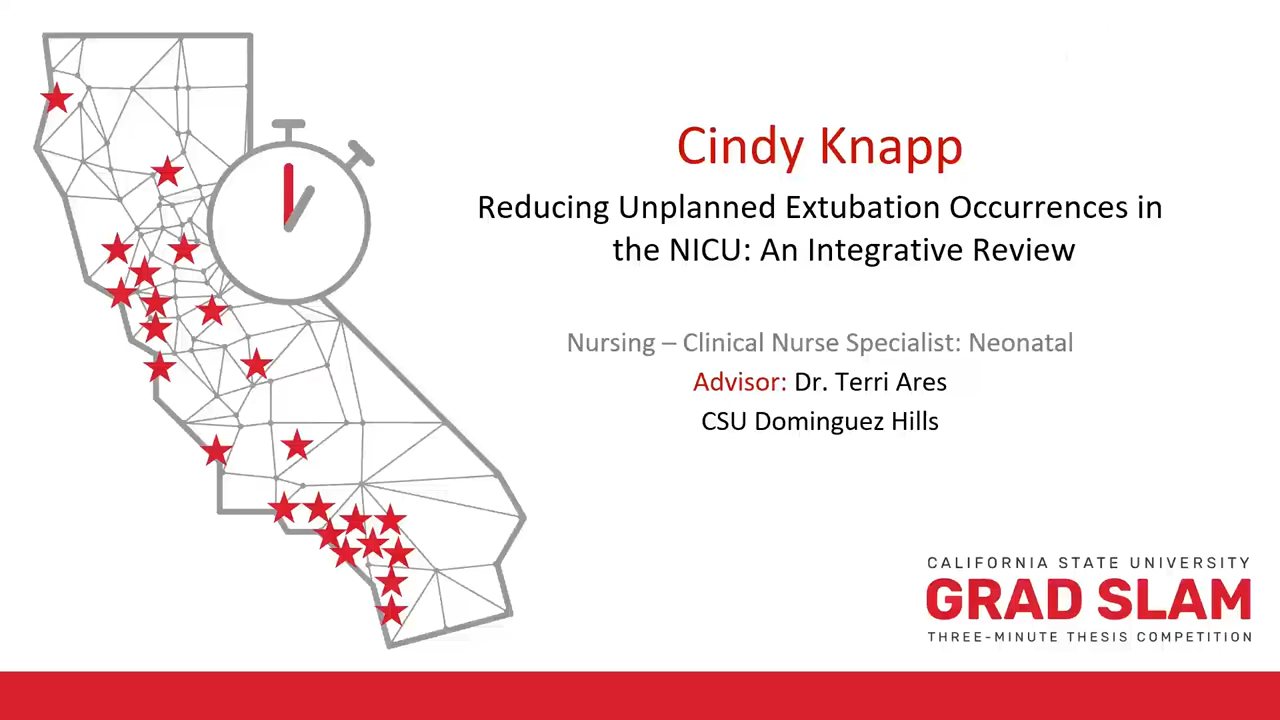 Cindy Knapp
Reducing Unplanned Extubation Occurrences in
the NICU: An Integrative Review
Nursing – Clinical Nurse Specialist: Neonatal
Advisor: Dr. Terri Ares
CSU Dominguez Hills
CALIFORNIA STATE UNIVERSITY
GRAD SLAM
THREE-MINUTE THESIS COMPETITION